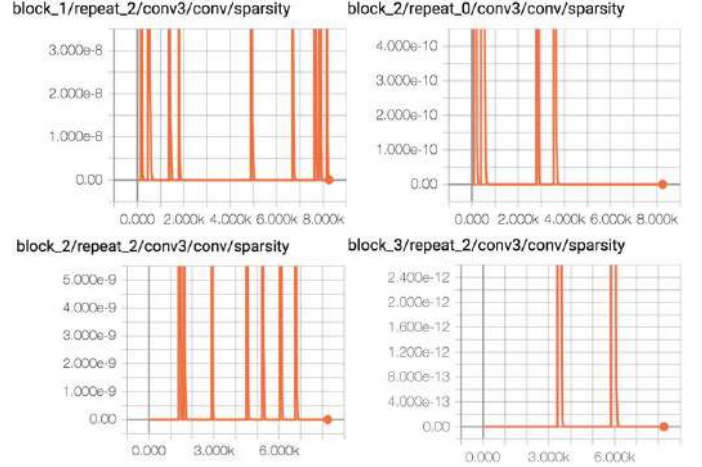 block_1/repeat_2/conv3/conv/sparsity
3.000e-8
2.000e-8
1.000e-8
0.00
0.000 2.000k 4.000k 6.000k 8.000k
block_2/repeat_0/conv3/conv/sparsity
4.000e-10
3.000e-10
2.000e-10
1.000e-10
0.00
0.000 2.000k 4.000k 6.000k 8.000k
block_2/repeat_2/conv3/conv/sparsity
5.000e-9
4.000e-9
3.000e-9
2.000e-9
1.000e-9
0.00
0.000 3.000k 6.000k
block_3/repeat_2/conv3/conv/sparsity
2.400e-12
2.000e-12
1.600e-12
1.200e-12
8.000e-13
4.000e-13
0.00
0.000 3.000k 6.000k